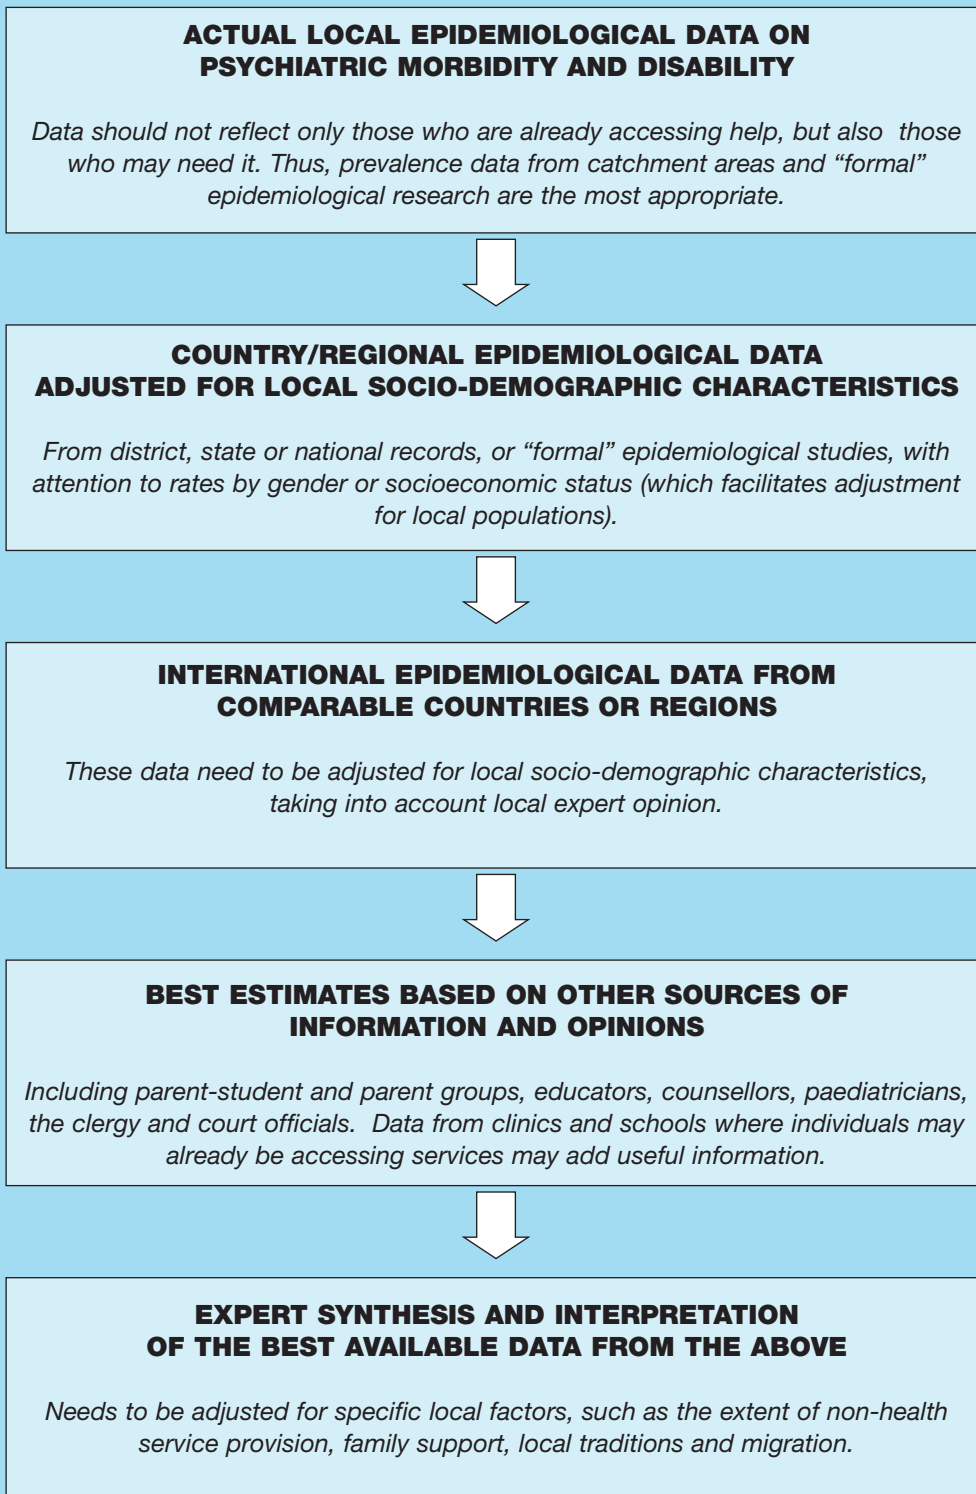 ACTUAL LOCAL EPIDEMIOLOGICAL DATA ON
PSYCHIATRIC MORBIDITY AND DISABILITY
Data should not reflect only those who are already accessing help, but also  those
who may need it. Thus, prevalence data from catchment areas and “formal”
epidemiological research are the most appropriate.
COUNTRY/REGIONAL EPIDEMIOLOGICAL DATA
ADJUSTED FOR LOCAL SOCIO-DEMOGRAPHIC CHARACTERISTICS
From district, state or national records, or “formal” epidemiological studies, with
attention to rates by gender or socioeconomic status (which facilitates adjustment
for local populations).
INTERNATIONAL EPIDEMIOLOGICAL DATA FROM
COMPARABLE COUNTRIES OR REGIONS
These data need to be adjusted for local socio-demographic characteristics,
taking into account local expert opinion.
BEST ESTIMATES BASED ON OTHER SOURCES OF
INFORMATION AND OPINIONS
Including parent-student and parent groups, educators, counsellors, paediatricians,
the clergy and court officials.  Data from clinics and schools where individuals may
already be accessing services may add useful information.
EXPERT SYNTHESIS AND INTERPRETATION
OF THE BEST AVAILABLE DATA FROM THE ABOVE
Needs to be adjusted for specific local factors, such as the extent of non-health
service provision, family support, local traditions and migration.